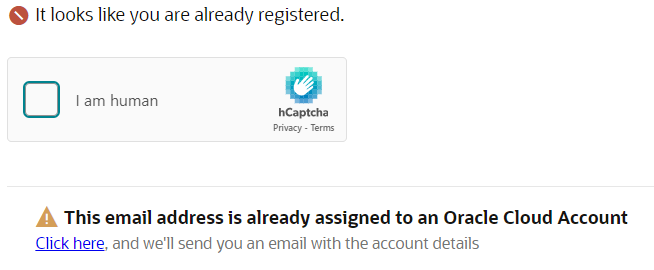 It looks like you are already registered.
I am human
hCaptcha
Privacy - Terms
This email address is already assigned to an Oracle Cloud Account
Click here, and we'll send you an email with the account details